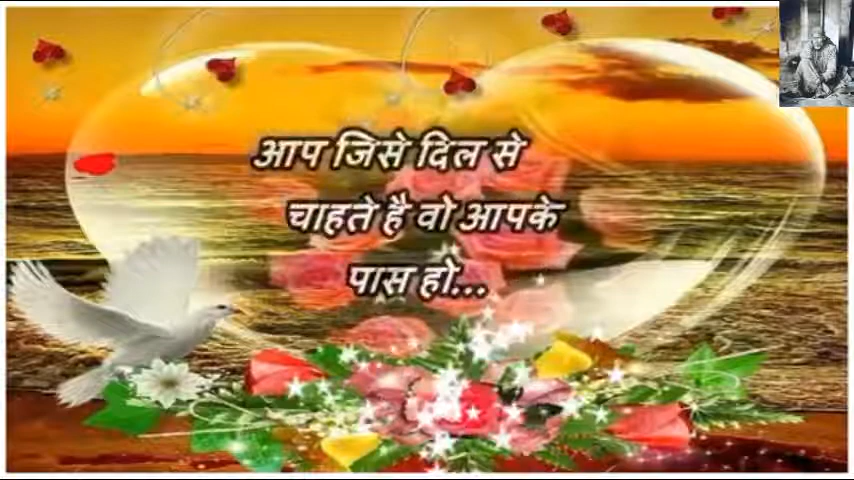 आप जिसे दिल से
चाहते है वो आपके
पास हो...